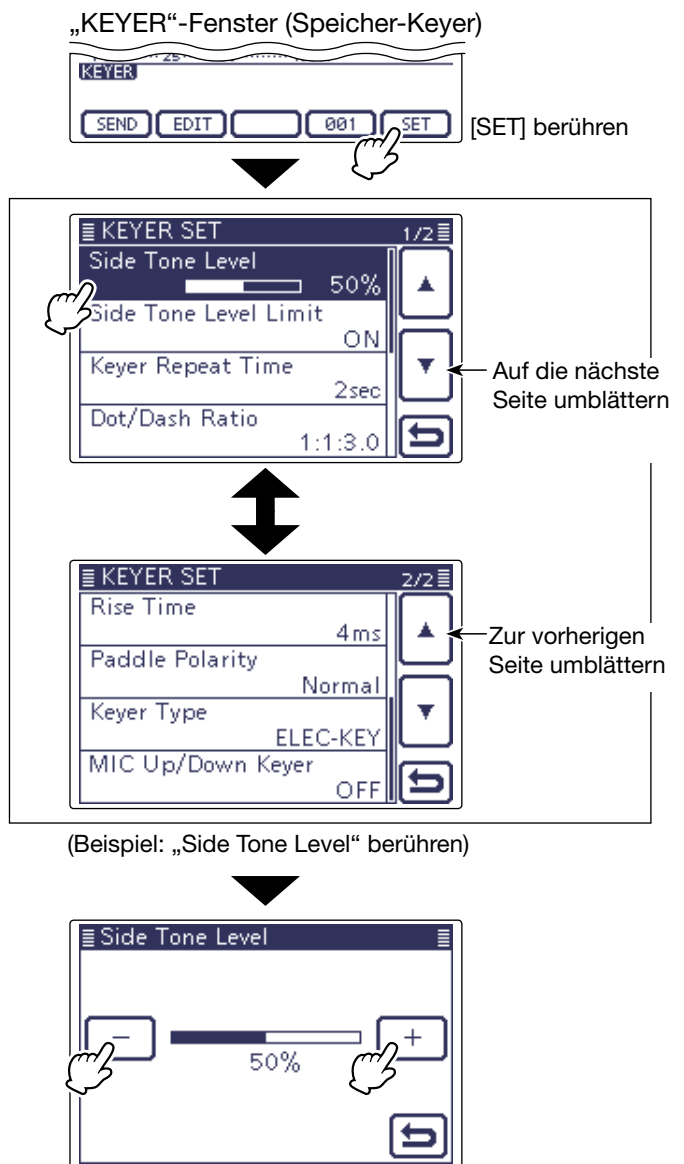 „KEYER“-Fenster (Speicher-Keyer)
KEYER
SEND EDIT 001 SET
[SET] berühren
KEYER SET 1/2
Side Tone Level
50%
Side Tone Level Limit
ON
Keyer Repeat Time
2sec
Dot/Dash Ratio
1:1:3.0
Auf die nächste
Seite umblättern
KEYER SET 2/2
Rise Time
4ms
Paddle Polarity
Normal
Keyer Type
ELEC-KEY
MIC Up/Down Keyer
OFF
Zur vorherigen
Seite umblättern
(Beispiel: „Side Tone Level“ berühren)
Side Tone Level
− +
50%